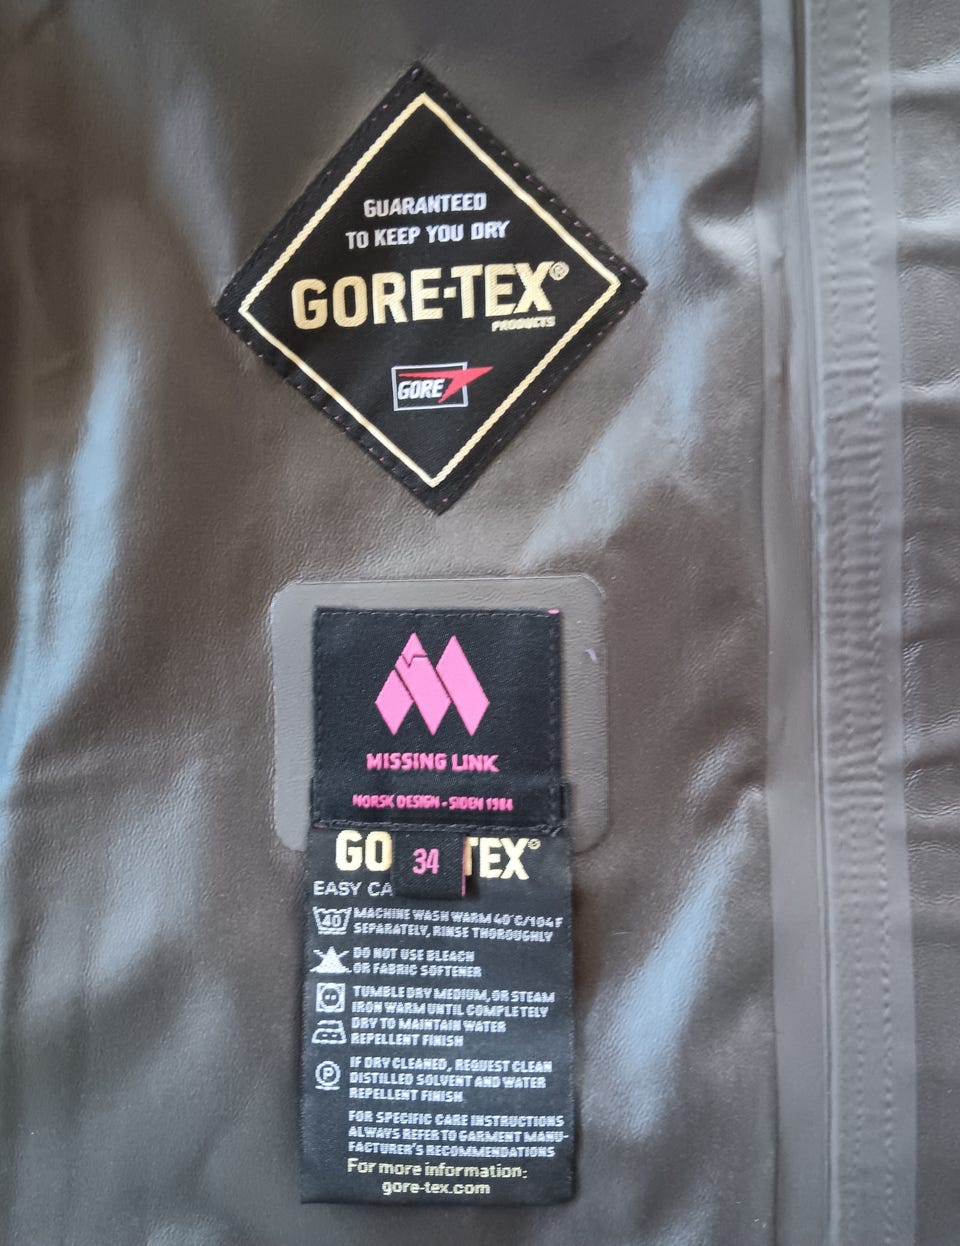 GUARANTEED
TO KEEP YOU DRY
GORE-TEX®
PRODUCTS
GORE
MISSING LINK
NORSK DESIGN - SIDEN 1984
GO TEX®
34
EASY CA
40
MACHINE WASH WARM 40°C/104F
SEPARATELY, RINSE THOROUGHLY
DO NOT USE BLEACH
OR FABRIC SOFTENER
TUMBLE DRY MEDIUM, OR STEAM
IRON WARM UNTIL COMPLETELY
DRY TO MAINTAIN WATER
REPELLENT FINISH
P
IF DRY CLEANED, REQUEST CLEAN
DISTILLED SOLVENT AND WATER
REPELLENT FINISH
FOR SPECIFIC CARE INSTRUCTIONS
ALWAYS REFER TO GARMENT MANU-
FACTURER'S RECOMMENDATIONS
For more information:
gore-tex.com